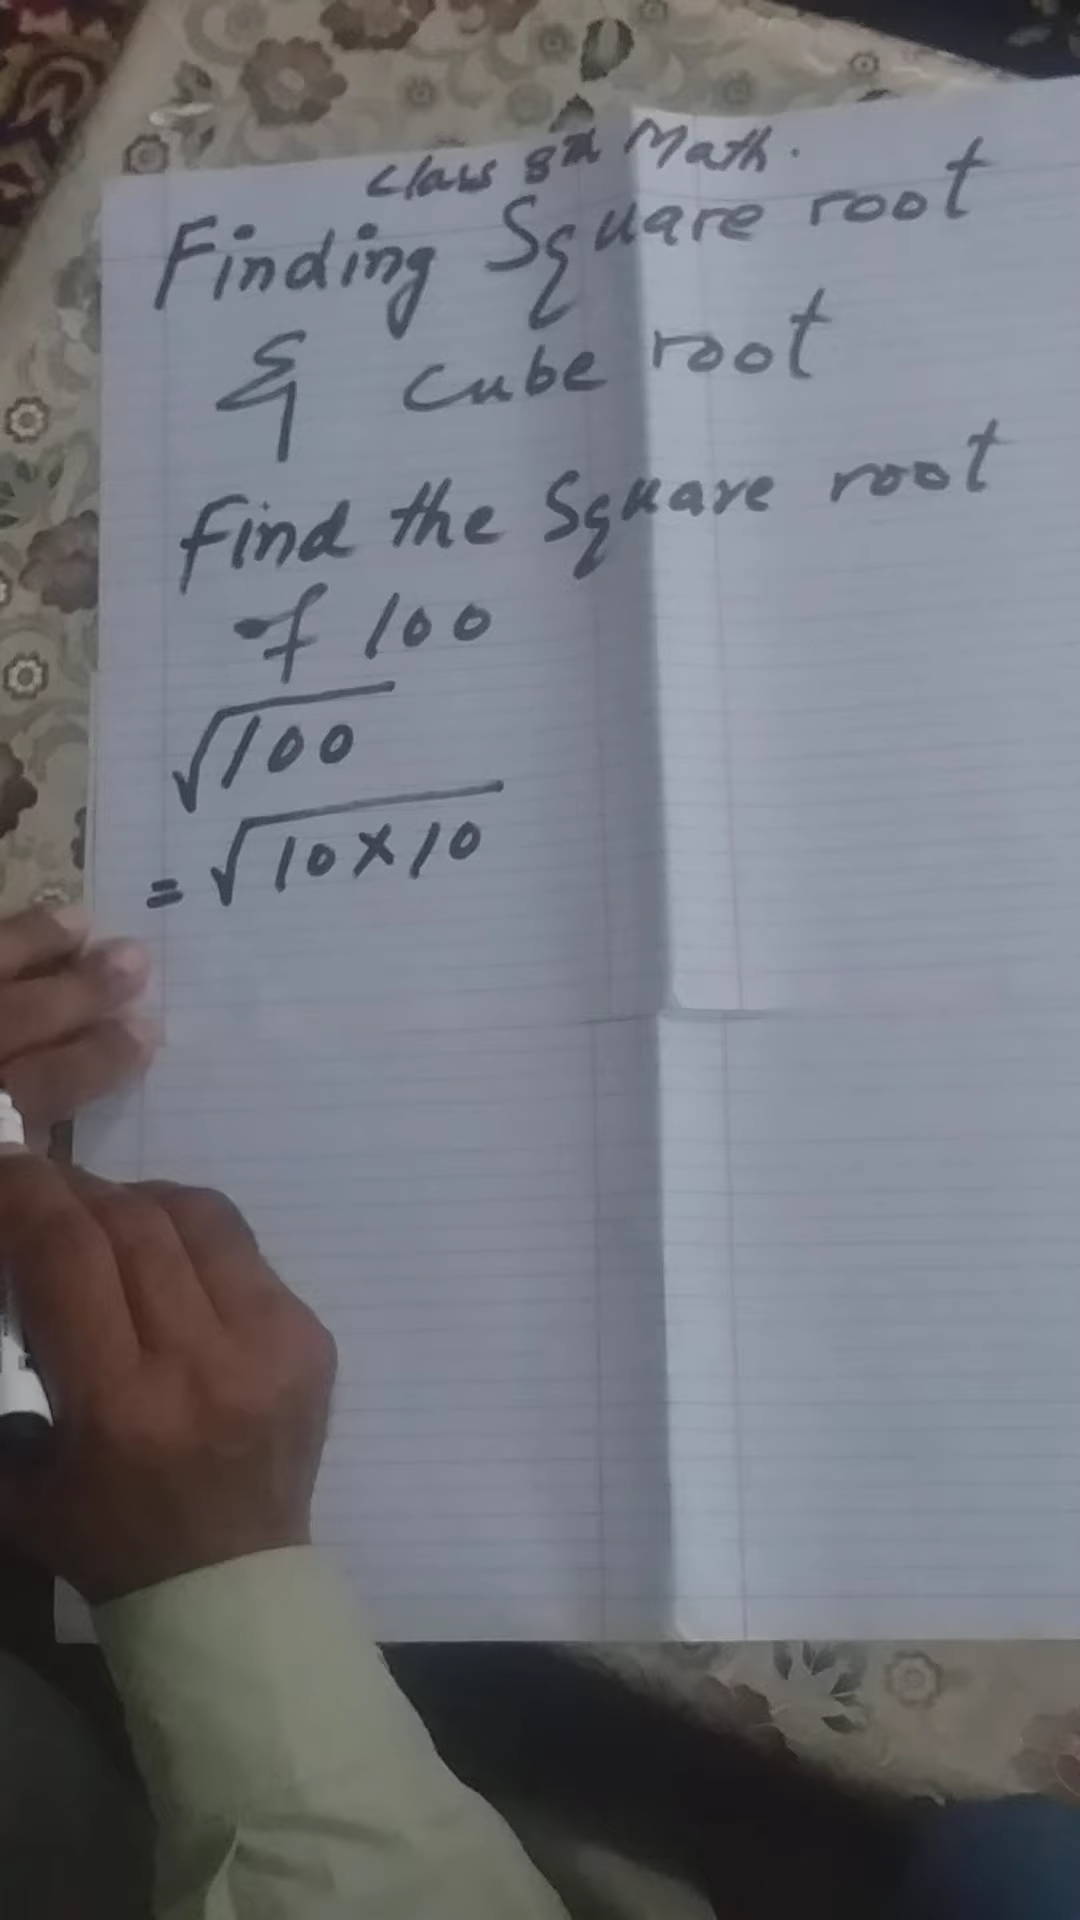 Class 8th Math.
Finding Square root
& Cube root
Find the Square root
of 100
√100
= √10×10